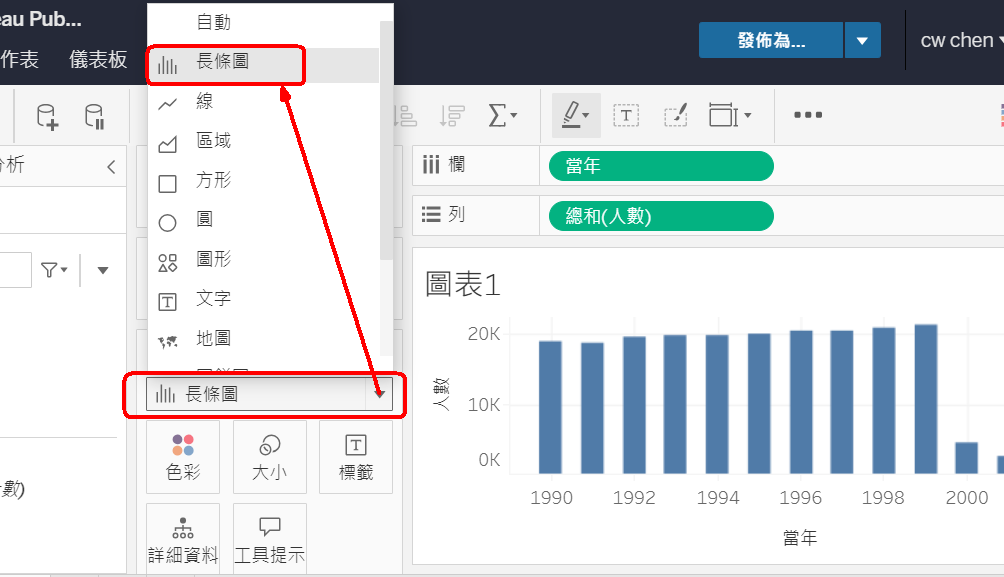 eau Pub...
作表
儀表板
發佈為...
cw chen
自動
長條圖
線
區域
方形
圓
圖形
文字
地圖
長條圖
分析
欄
當年
列
總和(人數)
圖表1
人數
20K
10K
0K
1990 1992 1994 1996 1998 2000
當年
色彩
大小
標籤
詳細資料
工具提示
數)